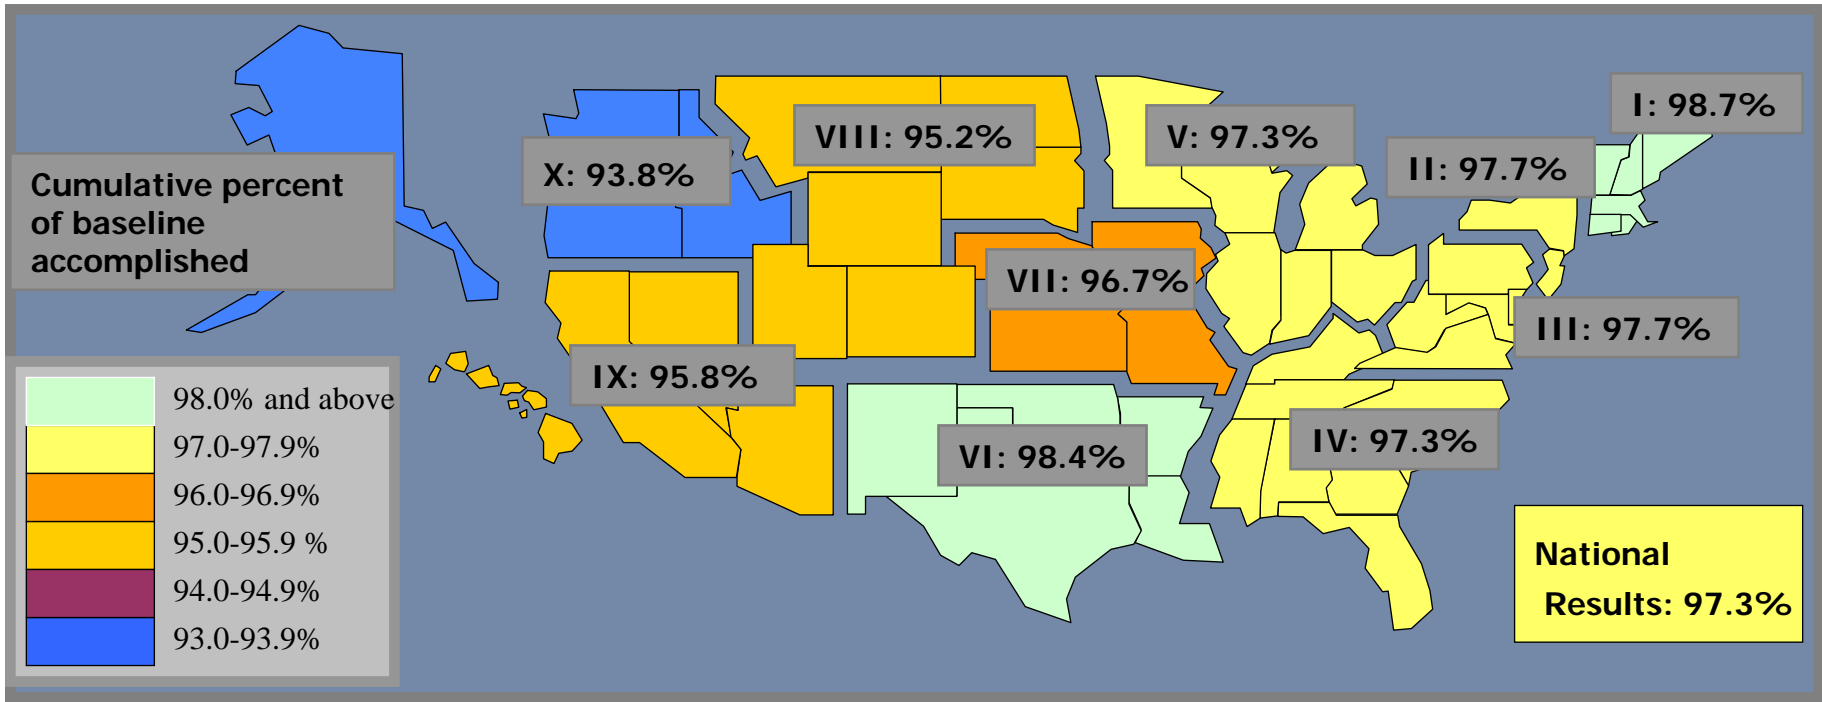 I: 98.7%
VIII: 95.2%
V: 97.3%
II: 97.7%
X: 93.8%
Cumulative percent
of baseline
accomplished
VII: 96.7%
III: 97.7%
IX: 95.8%
98.0% and above
97.0-97.9%
96.0-96.9%
95.0-95.9 %
94.0-94.9%
93.0-93.9%
VI: 98.4%
IV: 97.3%
National
Results: 97.3%